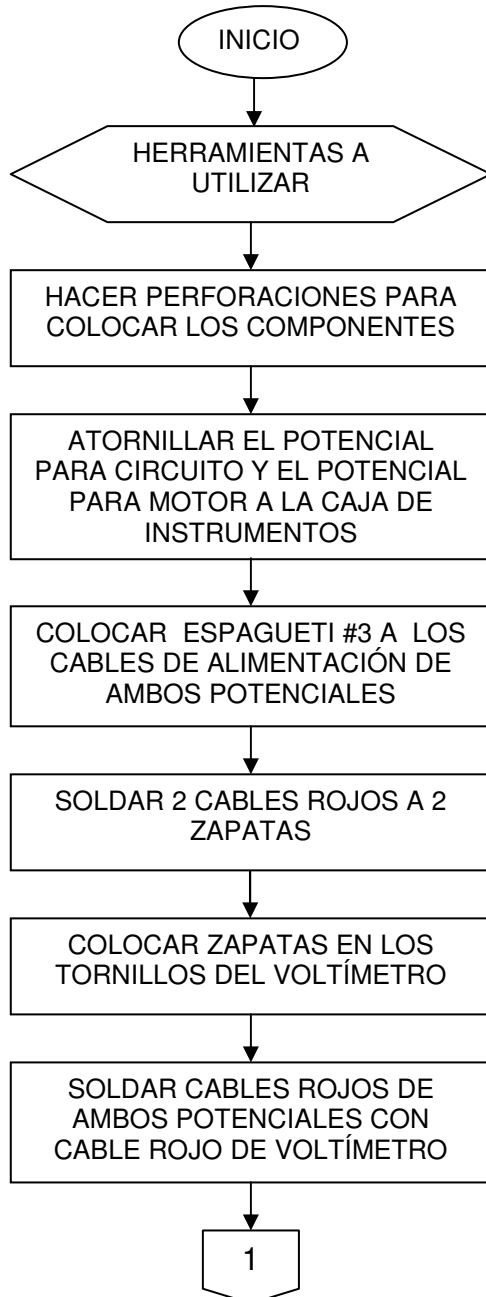 INICIO
HERRAMIENTAS A
UTILIZAR
HACER PERFORACIONES PARA
COLOCAR LOS COMPONENTES
ATORNILLAR EL POTENCIAL
PARA CIRCUITO Y EL POTENCIAL
PARA MOTOR A LA CAJA DE
INSTRUMENTOS
COLOCAR ESPAGUETI #3 A LOS
CABLES DE ALIMENTACIÓN DE
AMBOS POTENCIALES
SOLDAR 2 CABLES ROJOS A 2
ZAPATAS
COLOCAR ZAPATAS EN LOS
TORNILLOS DEL VOLTÍMETRO
SOLDAR CABLES ROJOS DE
AMBOS POTENCIALES CON
CABLE ROJO DE VOLTÍMETRO
1